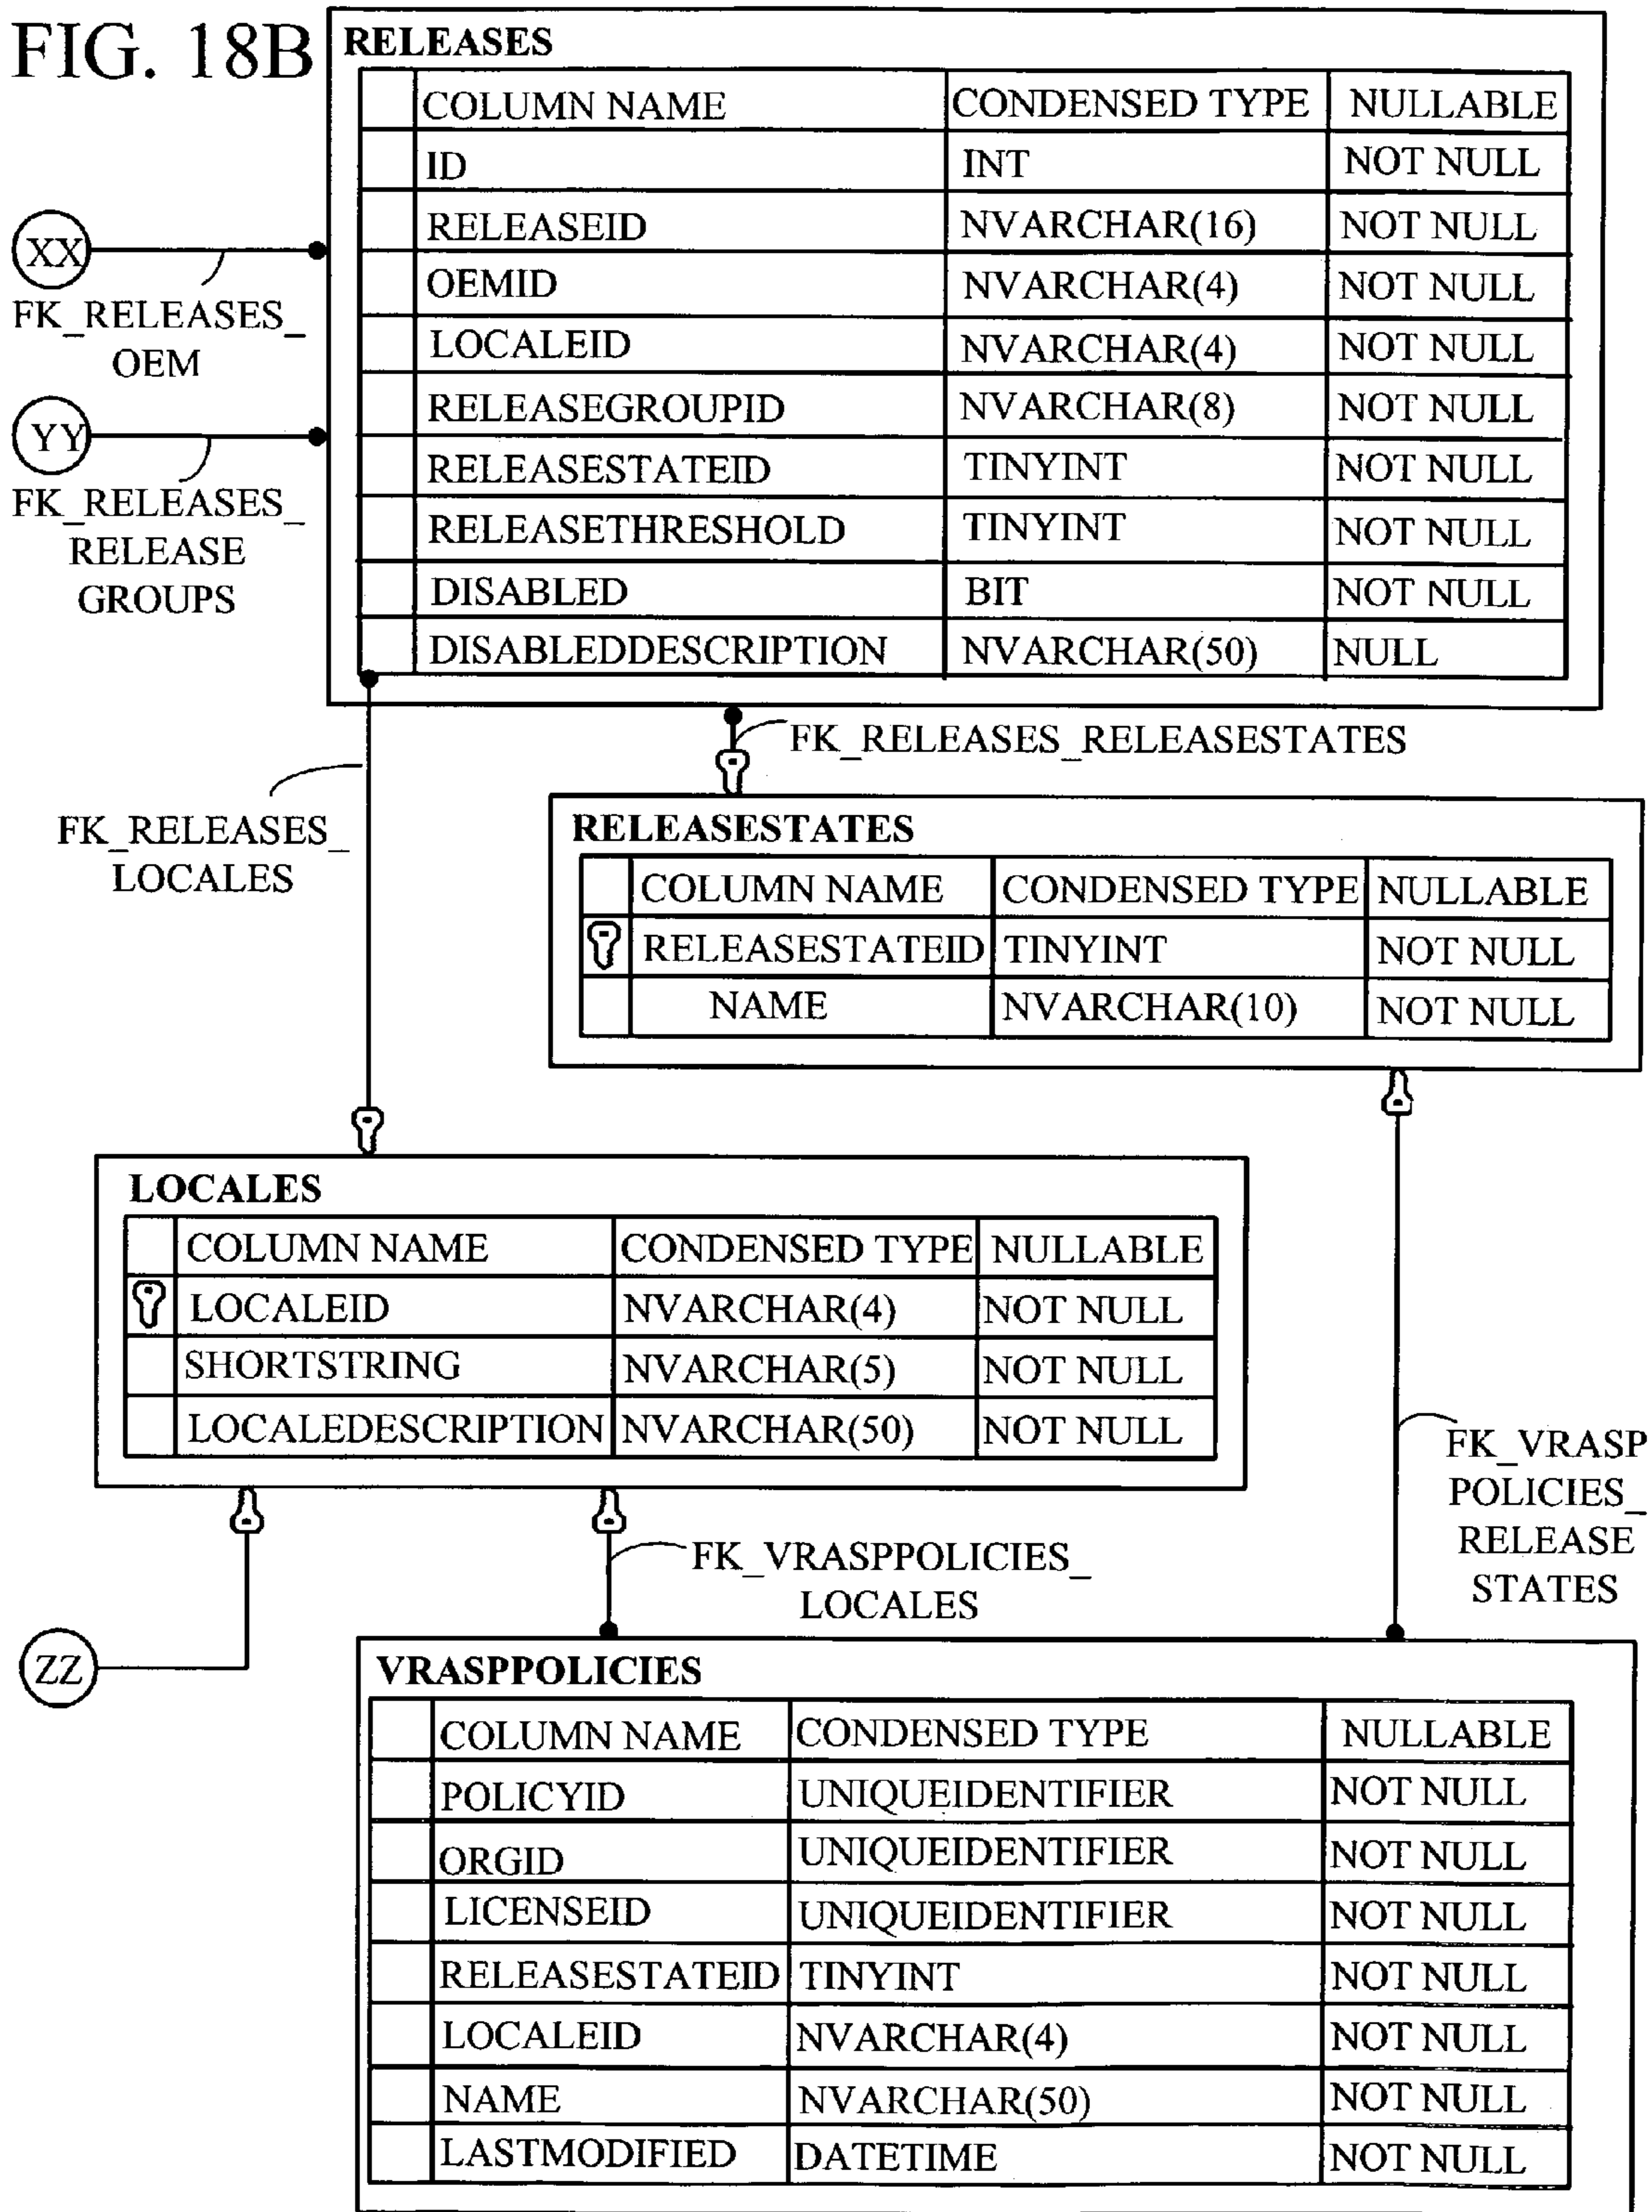 FIG. 18B
RELEASES
COLUMN NAME CONDENSED TYPE NULLABLE
ID INT NOT NULL
RELEASEID NVARCHAR(16) NOT NULL
OEMID NVARCHAR(4) NOT NULL
LOCALEID NVARCHAR(4) NOT NULL
RELEASEGROUPID NVARCHAR(8) NOT NULL
RELEASESTATEID TINYINT NOT NULL
RELEASETHRESHOLD TINYINT NOT NULL
DISABLED BIT NOT NULL
DISABLEDDESCRIPTION NVARCHAR(50) NULL
XX
FK_RELEASES_
OEM
YY
FK_RELEASES_
RELEASE
GROUPS
FK_RELEASES_RELEASESTATES
FK_RELEASES_
LOCALES
RELEASESTATES
COLUMN NAME CONDENSED TYPE NULLABLE
RELEASESTATEID TINYINT NOT NULL
NAME NVARCHAR(10) NOT NULL
LOCALES
COLUMN NAME CONDENSED TYPE NULLABLE
LOCALEID NVARCHAR(4) NOT NULL
SHORTSTRING NVARCHAR(5) NOT NULL
LOCALEDESCRIPTION NVARCHAR(50) NOT NULL
FK_VRASP
POLICIES_
RELEASE
STATES
FK_VRASPPOLICIES_
LOCALES
ZZ
VRASPPOLICIES
COLUMN NAME CONDENSED TYPE NULLABLE
POLICYID UNIQUEIDENTIFIER NOT NULL
ORGID UNIQUEIDENTIFIER NOT NULL
LICENSEID UNIQUEIDENTIFIER NOT NULL
RELEASESTATEID TINYINT NOT NULL
LOCALEID NVARCHAR(4) NOT NULL
NAME NVARCHAR(50) NOT NULL
LASTMODIFIED DATETIME NOT NULL